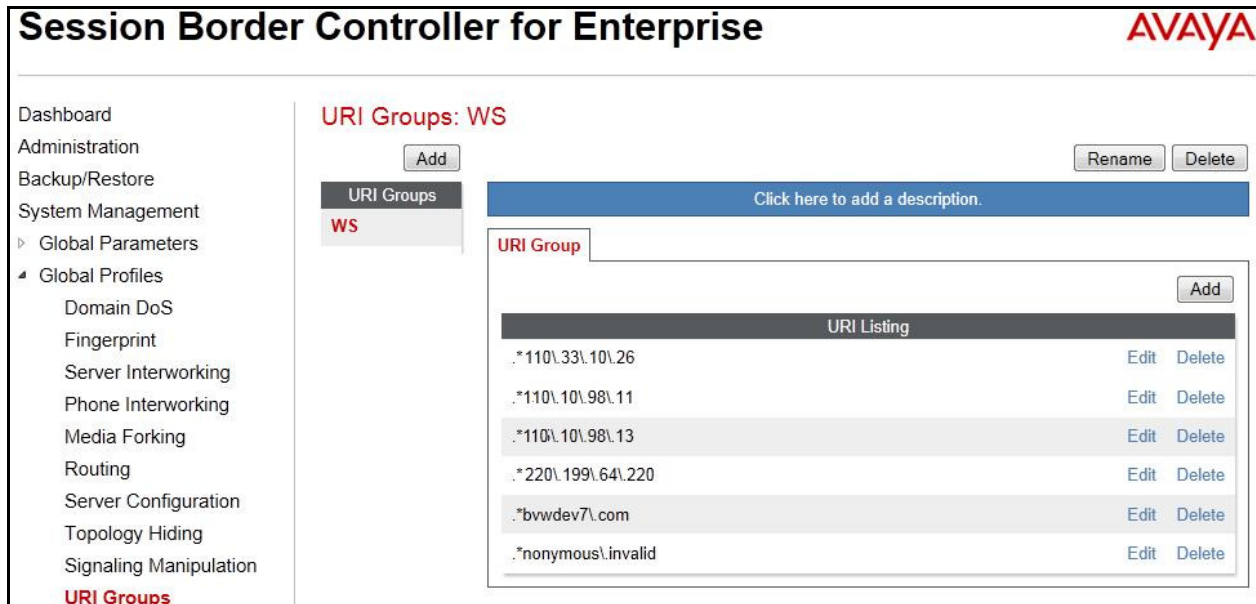 Session Border Controller for Enterprise
AVAYA
Dashboard
Administration
Backup/Restore
System Management
Global Parameters
Global Profiles
Domain DoS
Fingerprint
Server Interworking
Phone Interworking
Media Forking
Routing
Server Configuration
Topology Hiding
Signaling Manipulation
URI Groups
URI Groups: WS
Add
Rename Delete
URI Groups
WS
Click here to add a description.
URI Group
Add
URI Listing
.*110\.33\.10\.26 Edit Delete
.*110\.10\.98\.11 Edit Delete
.*110\.10\.98\.13 Edit Delete
.*220\.199\.64\.220 Edit Delete
.*bvwdev7\.com Edit Delete
.*nonymous\.invalid Edit Delete